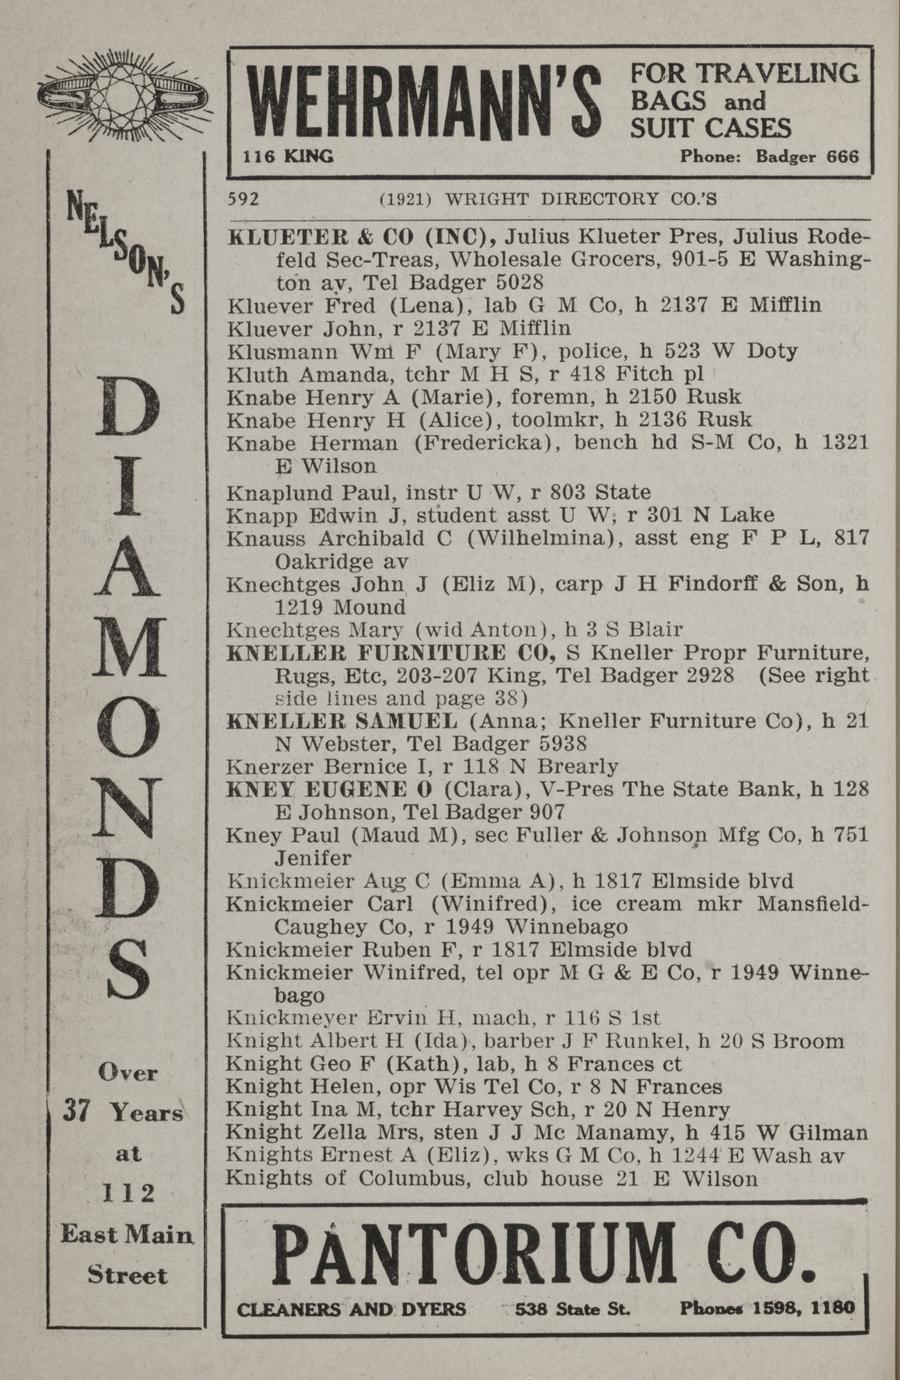 WEHRMANN'S
FOR TRAVELING
BAGS and
SUIT CASES
116 KING Phone: Badger 666
NELSON'S
DIAMONDS
Over
37 Years
at
112
East Main
Street
592 (1921) WRIGHT DIRECTORY CO.'S
KLUETER & CO (INC), Julius Klueter Pres, Julius Rode-
feld Sec-Treas, Wholesale Grocers, 901-5 E Washing-
ton av, Tel Badger 5028
Kluever Fred (Lena), lab G M Co, h 2137 E Mifflin
Kluever John, r 2137 E Mifflin
Klusmann Wm F (Mary F), police, h 523 W Doty
Kluth Amanda, tchr M H S, r 418 Fitch pl
Knabe Henry A (Marie), foremn, h 2150 Rusk
Knabe Henry H (Alice), toolmkr, h 2136 Rusk
Knabe Herman (Fredericka), bench hd S-M Co, h 1321
E Wilson
Knaplund Paul, instr U W, r 803 State
Knapp Edwin J, student asst U W, r 301 N Lake
Knauss Archibald C (Wilhelmina), asst eng F P L, 817
Oakridge av
Knechtges John J (Eliz M), carp J H Findorff & Son, h
1219 Mound
Knechtges Mary (wid Anton), h 3 S Blair
KNELLER FURNITURE CO, S Kneller Propr Furniture,
Rugs, Etc, 203-207 King, Tel Badger 2928 (See right
side lines and page 38)
KNELLER SAMUEL (Anna; Kneller Furniture Co), h 21
N Webster, Tel Badger 5938
Knerzer Bernice I, r 118 N Brearly
KNEY EUGENE O (Clara), V-Pres The State Bank, h 128
E Johnson, Tel Badger 907
Kney Paul (Maud M), sec Fuller & Johnson Mfg Co, h 751
Jenifer
Knickmeier Aug C (Emma A), h 1817 Elmside blvd
Knickmeier Carl (Winifred), ice cream mkr Mansfield-
Caughey Co, r 1949 Winnebago
Knickmeier Ruben F, r 1817 Elmside blvd
Knickmeier Winifred, tel opr M G & E Co, r 1949 Winne-
bago
Knickmeyer Ervin H, mach, r 116 S 1st
Knight Albert H (Ida), barber J F Runkel, h 20 S Broom
Knight Geo F (Kath), lab, h 8 Frances ct
Knight Helen, opr Wis Tel Co, r 8 N Frances
Knight Ina M, tchr Harvey Sch, r 20 N Henry
Knight Zella Mrs, sten J J Mc Manamy, h 415 W Gilman
Knights Ernest A (Eliz), wks G M Co, h 1244 E Wash av
Knights of Columbus, club house 21 E Wilson
PANTORIUM CO.
CLEANERS AND DYERS 538 State St. Phones 1598, 1180